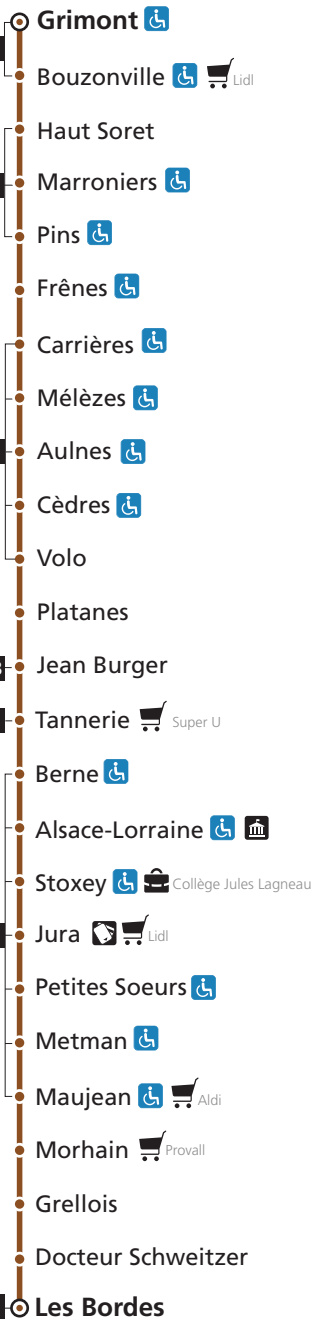 Grimont
Bouzonville Lidl
Haut Soret
Marroniers
Pins
Frênes
Carrières
Mélèzes
Aulnes
Cèdres
Volo
Platanes
Jean Burger
Tannerie Super U
Berne
Alsace-Lorraine
Stoxey Collège Jules Lagneau
Jura Lidl
Petites Soeurs
Metman
Maujean Aldi
Morhain Provall
Grellois
Docteur Schweitzer
Les Bordes